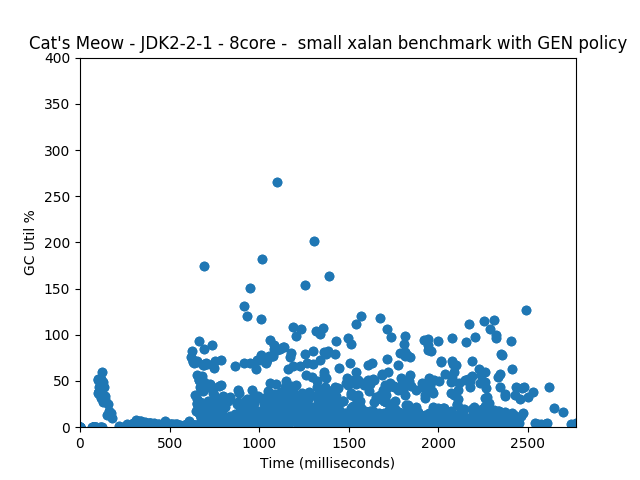 Cat's Meow - JDK2-2-1 - 8core -  small xalan benchmark with GEN policy
400
350
300
250
200
150
100
50
0
GC Util %
0 500 1000 1500 2000 2500
Time (milliseconds)